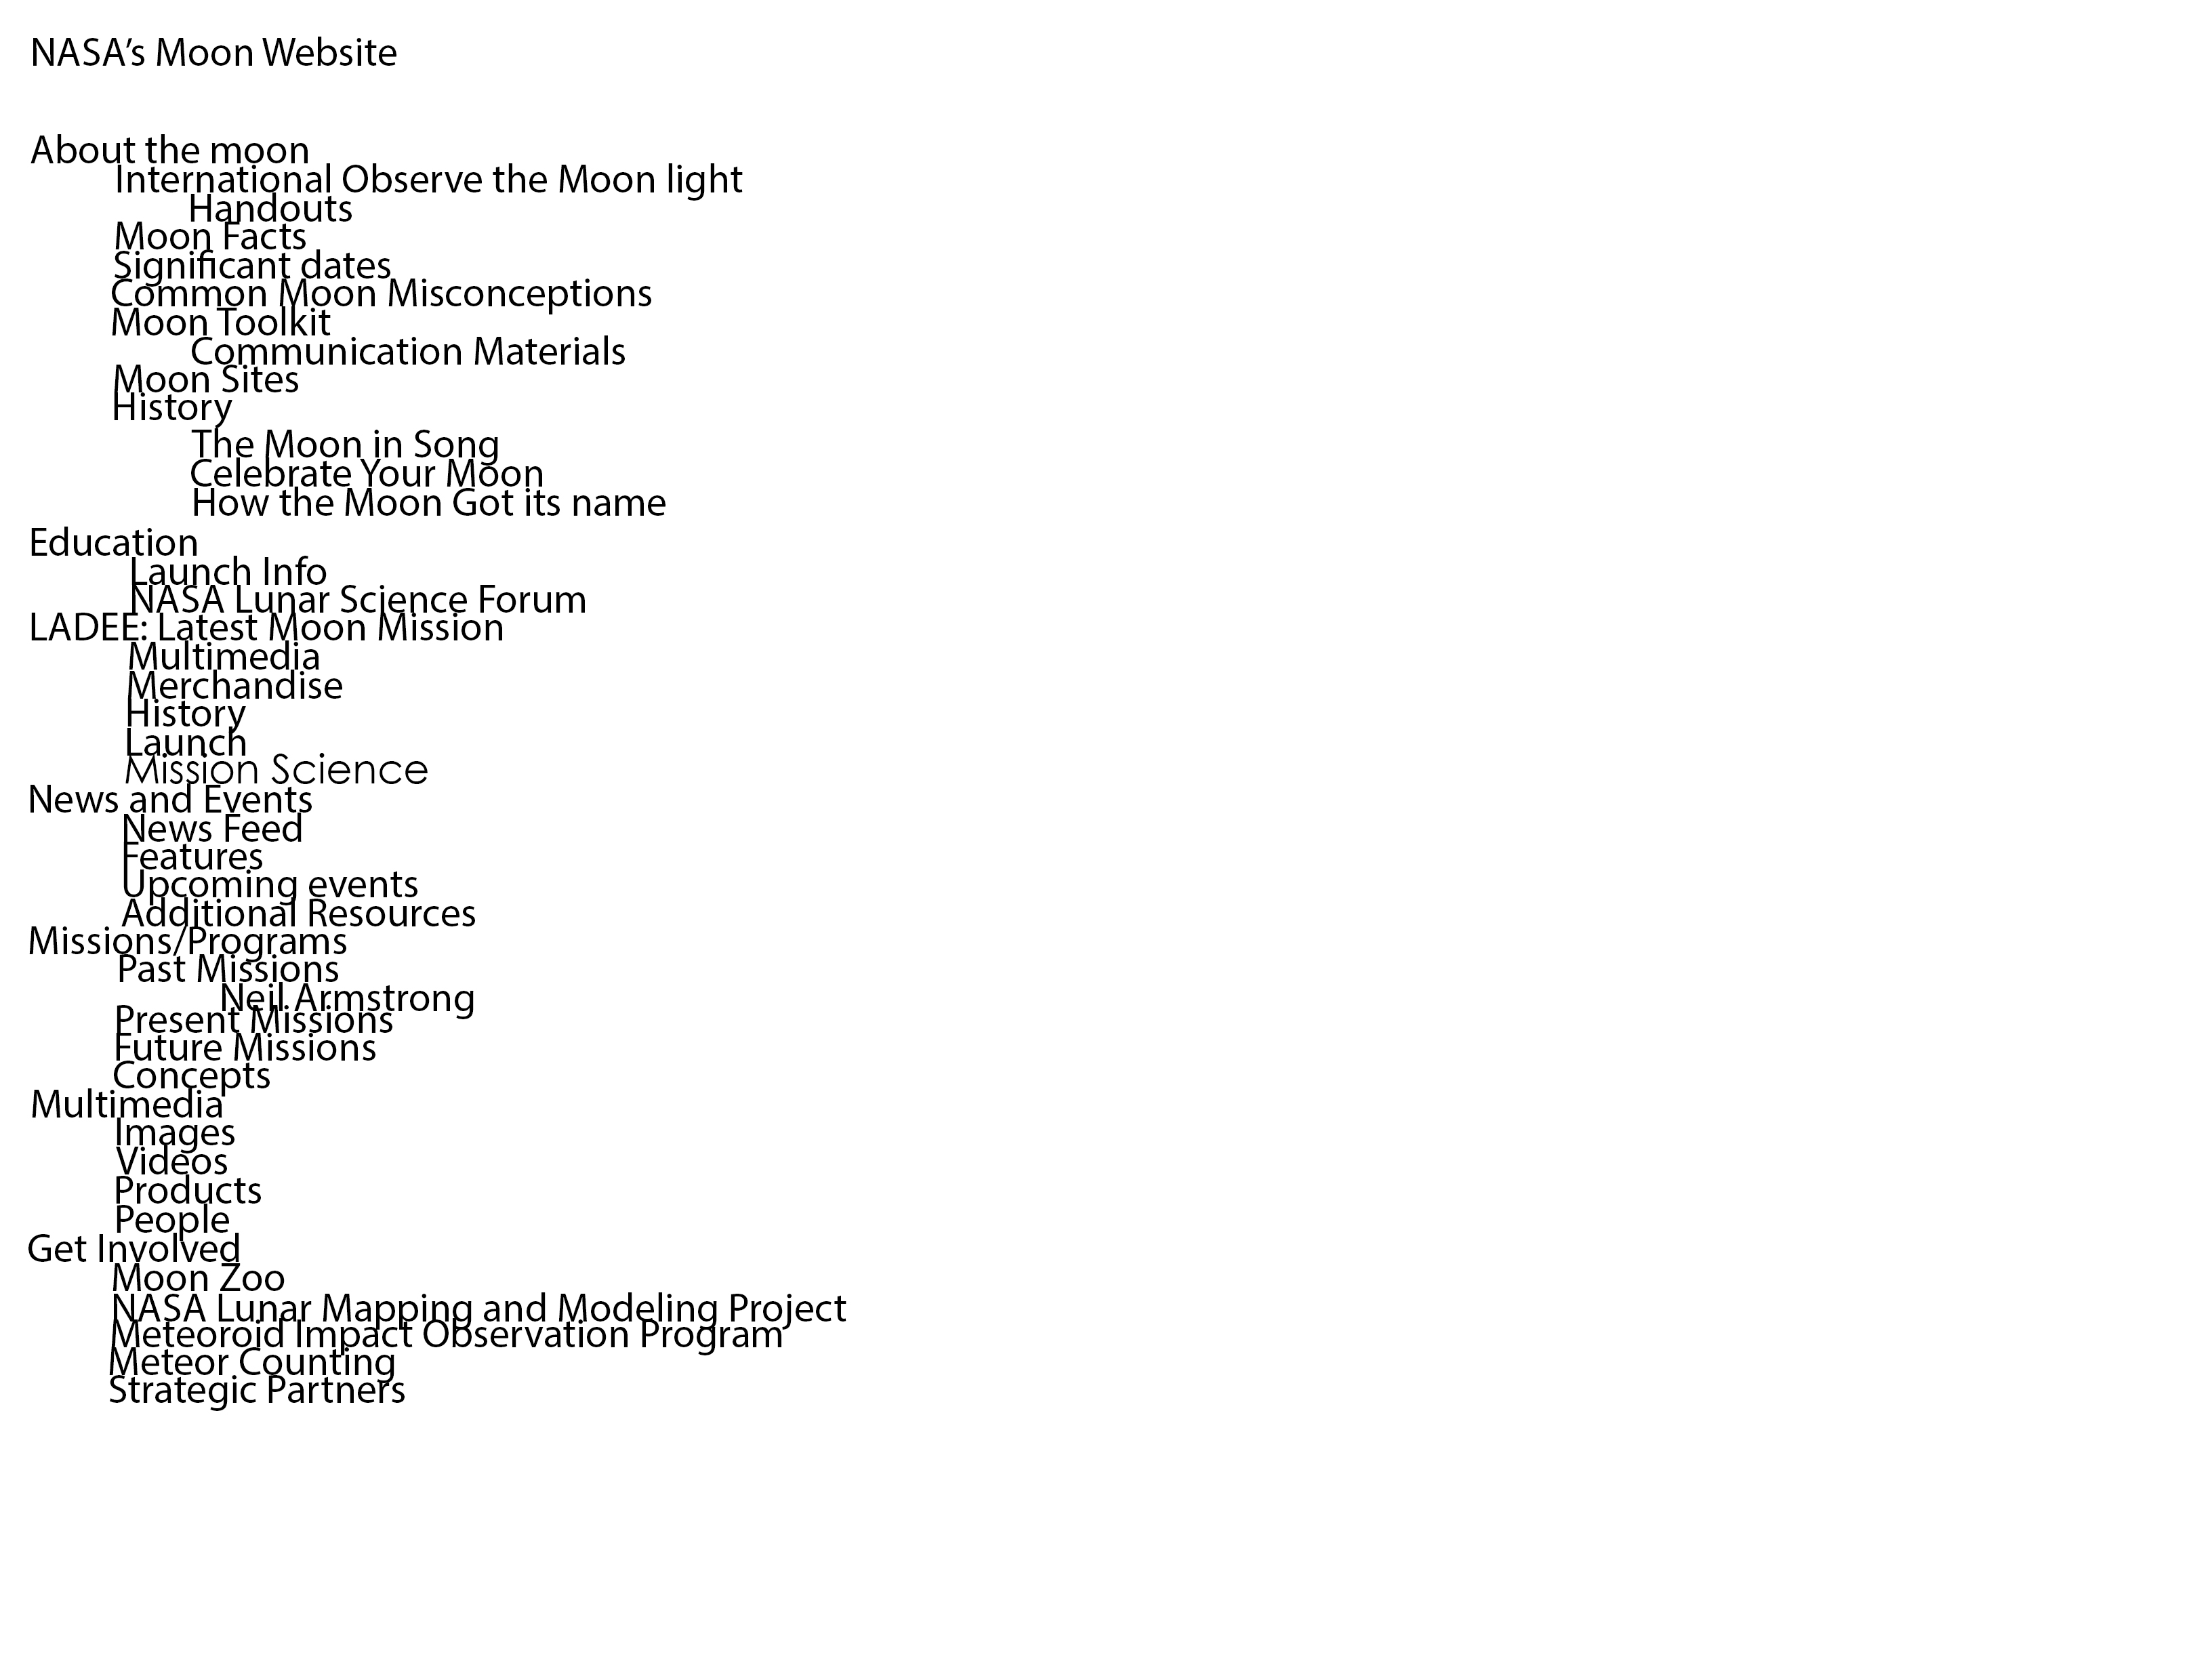 NASA’s Moon Website
About the moon
International Observe the Moon light
Handouts
Moon Facts
Significant dates
Common Moon Misconceptions
Moon Toolkit
Communication Materials
Moon Sites
History
The Moon in Song
Celebrate Your Moon
How the Moon Got its name
Education
Launch Info
NASA Lunar Science Forum
LADEE: Latest Moon Mission
Multimedia
Merchandise
History
Launch
Mission Science
News and Events
News Feed
Features
Upcoming events
Additional Resources
Missions/Programs
Past Missions
Neil Armstrong
Present Missions
Future Missions
Concepts
Multimedia
Images
Videos
Products
People
Get Involved
Moon Zoo
NASA Lunar Mapping and Modeling Project
Meteoroid Impact Observation Program
Meteor Counting
Strategic Partners